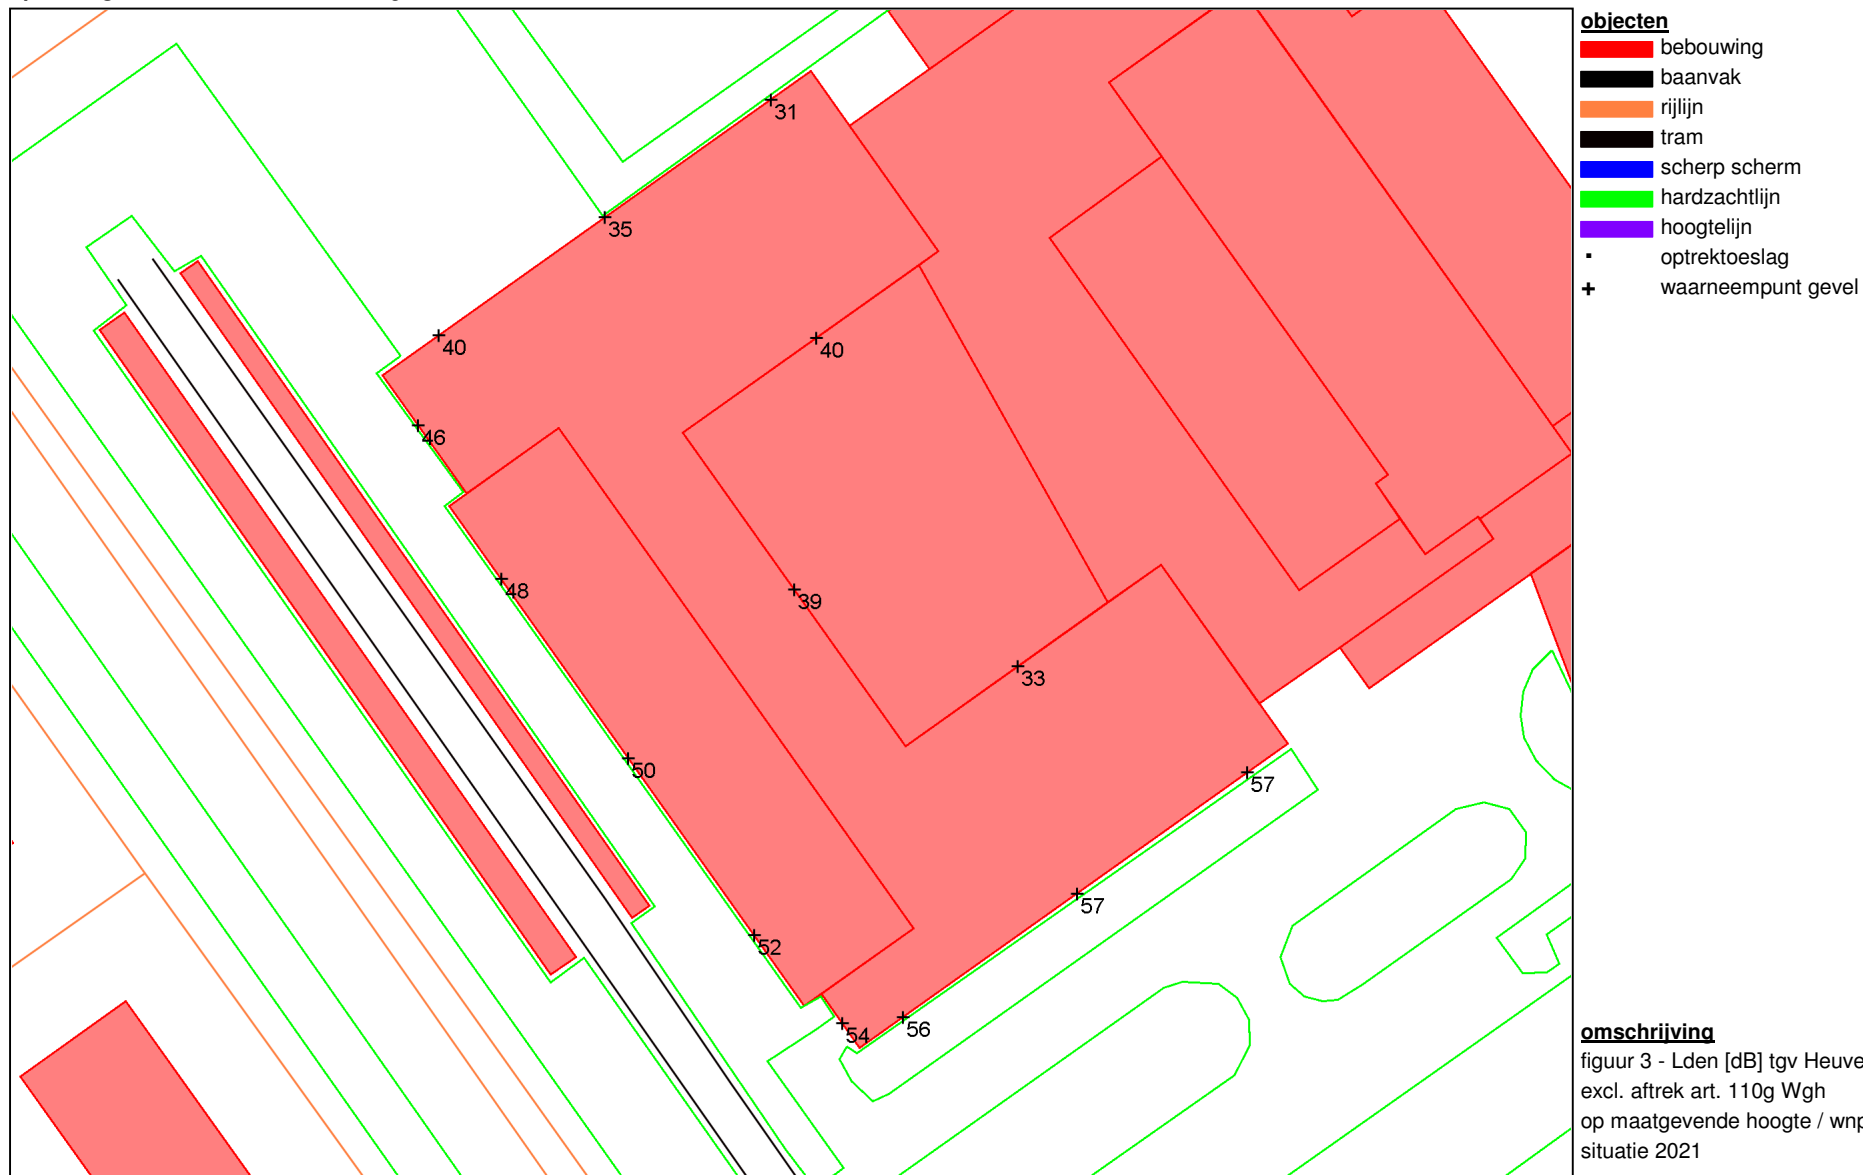 objecten
bebouwing
baanvak
rijlijn
tram
scherp scherm
hardzachtlijn
hoogtelijn
optrektoeslag
waarneempunt gevel
31
35
40
40
46
48
39
33
50
57
52
57
54
56
omschrijving
figuur 3 - Lden [dB] tgv Heuve
excl. aftrek art. 110g Wgh
op maatgevende hoogte / wnp
situatie 2021